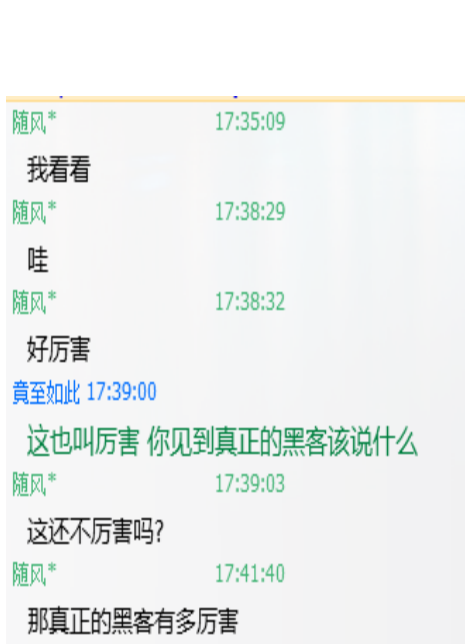 随风* 17:35:09
我看看
随风* 17:38:29
哇
随风* 17:38:32
好厉害
竟至如此 17:39:00
这也叫厉害 你见到真正的黑客该说什么
随风* 17:39:03
这还不厉害吗?
随风* 17:41:40
那真正的黑客有多厉害